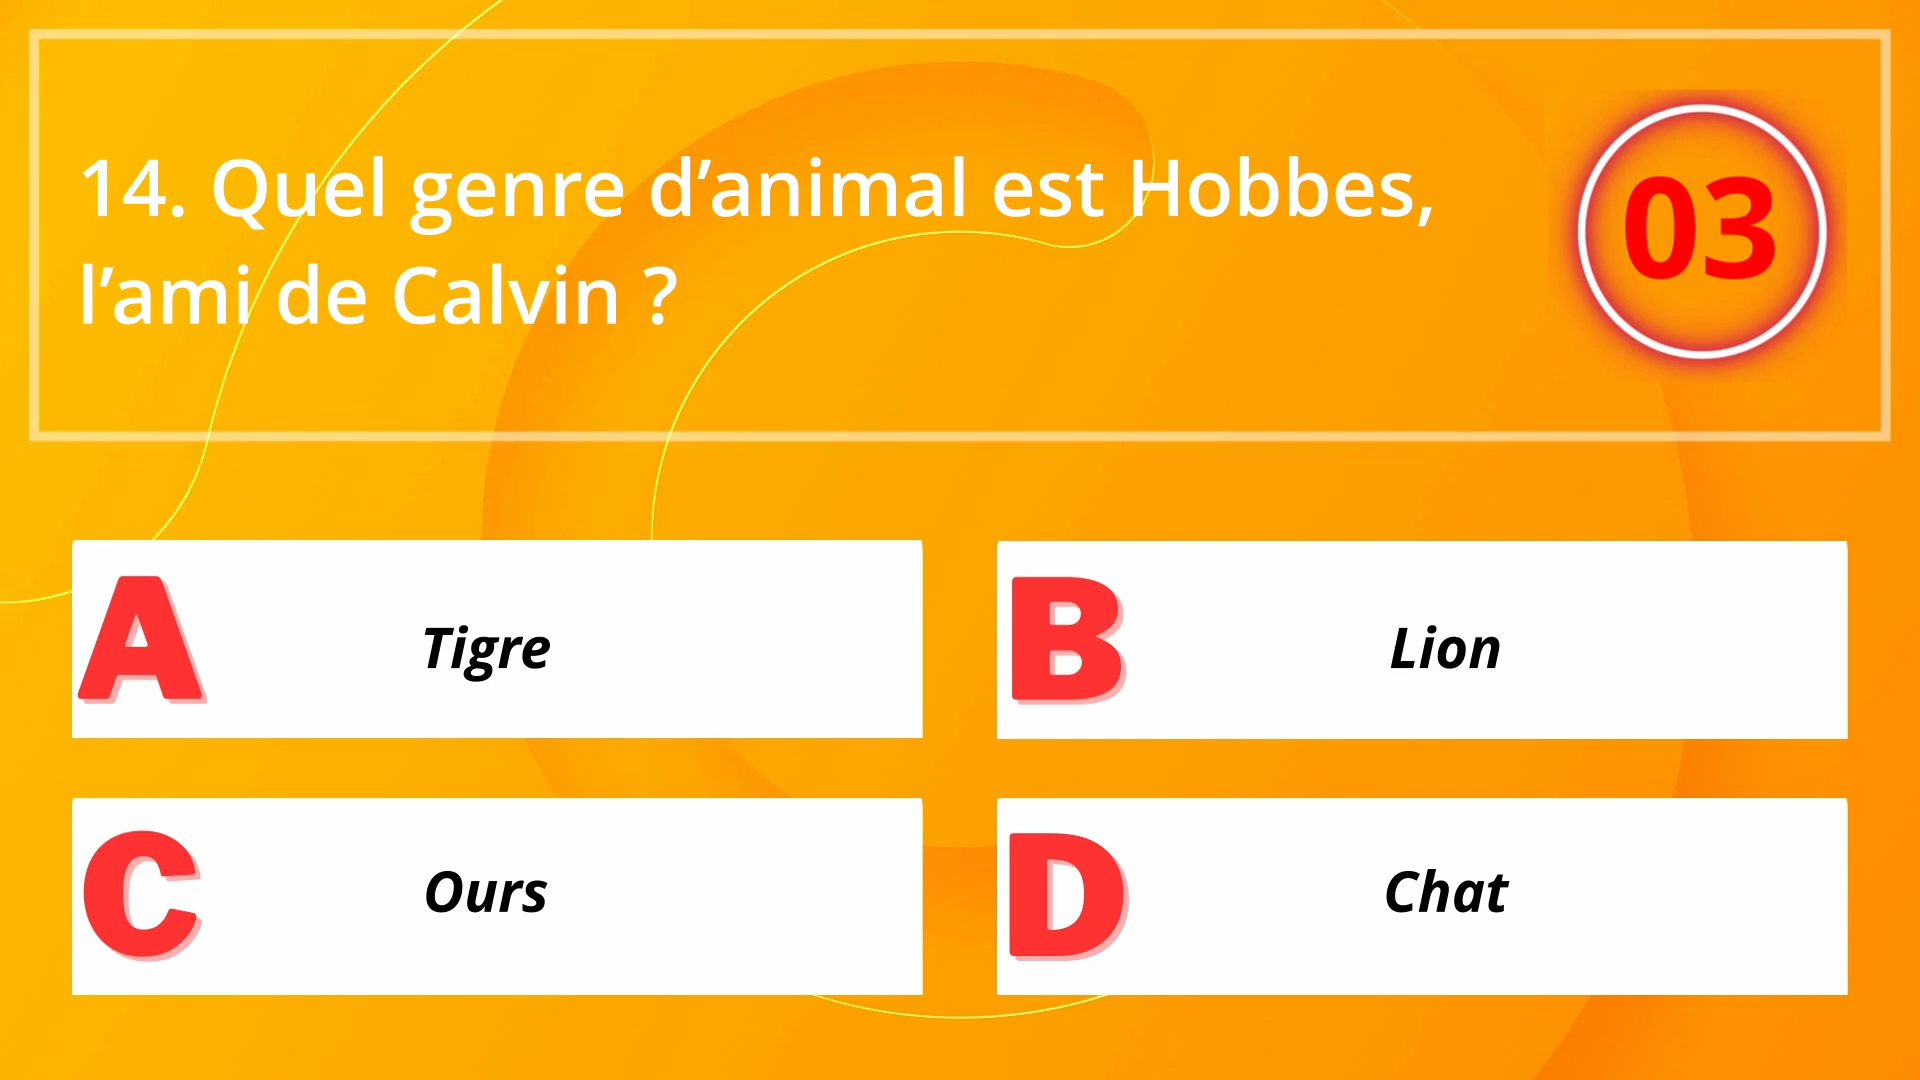 14. Quel genre d’animal est Hobbes,
l’ami de Calvin ?
03
A
Tigre
B
Lion
C
Ours
D
Chat